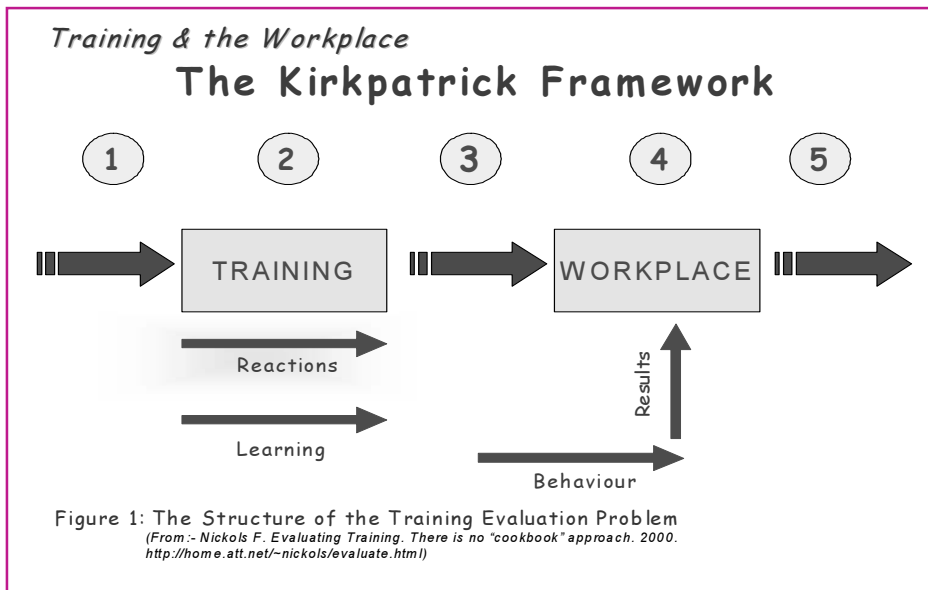 Training & the Workplace
The Kirkpatrick Framework
1 2 3 4 5
TRAINING
WORKPLACE
Reactions
Learning
Results
Behaviour
Figure 1: The Structure of the Training Evaluation Problem
(From:- Nickols F. Evaluating Training. There is no “cookbook” approach. 2000.
http://home.att.net/~nickols/evaluate.html)